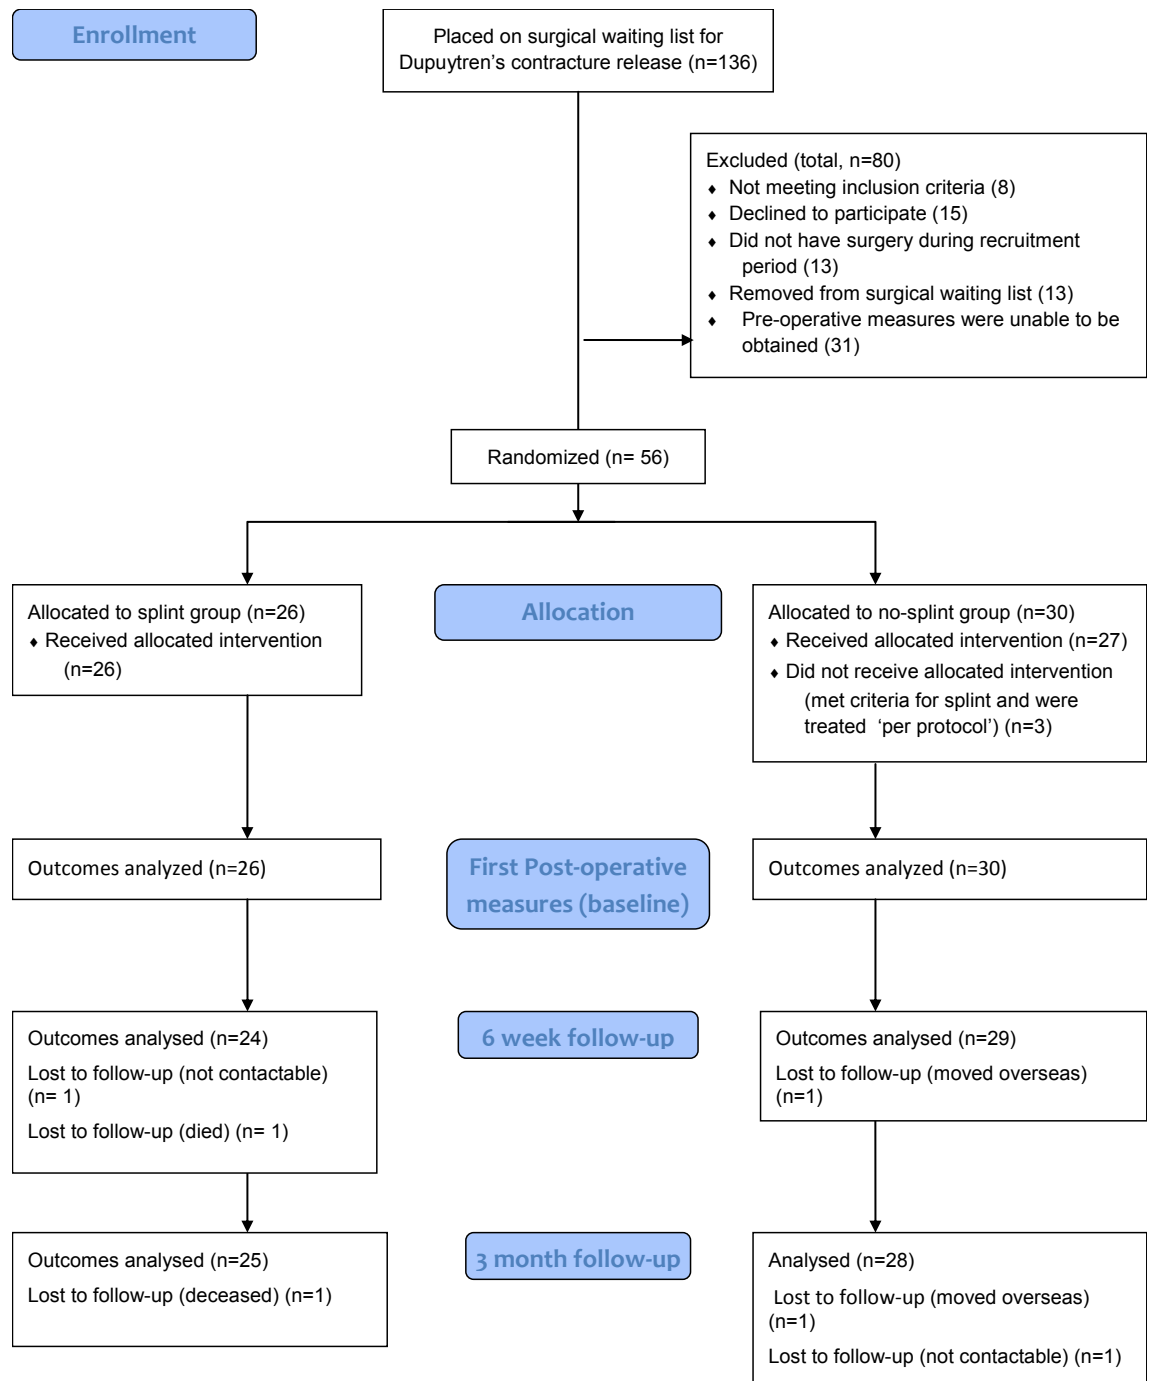 Enrollment
Placed on surgical waiting list for
Dupuytren’s contracture release (n=136)
Excluded (total, n=80)
♦ Not meeting inclusion criteria (8)
♦ Declined to participate (15)
♦ Did not have surgery during recruitment
period (13)
♦ Removed from surgical waiting list (13)
♦ Pre-operative measures were unable to be
obtained (31)
Randomized (n= 56)
Allocated to splint group (n=26)
♦ Received allocated intervention
(n=26)
Allocation
Allocated to no-splint group (n=30)
♦ Received allocated intervention (n=27)
♦ Did not receive allocated intervention
(met criteria for splint and were
treated ‘per protocol’) (n=3)
Outcomes analyzed (n=26)
First Post-operative
measures (baseline)
Outcomes analyzed (n=30)
Outcomes analysed (n=24)
Lost to follow-up (not contactable)
(n= 1)
Lost to follow-up (died) (n= 1)
6 week follow-up
Outcomes analysed (n=29)
Lost to follow-up (moved overseas)
(n=1)
Outcomes analysed (n=25)
Lost to follow-up (deceased) (n=1)
3 month follow-up
Analysed (n=28)
Lost to follow-up (moved overseas)
(n=1)
Lost to follow-up (not contactable) (n=1)